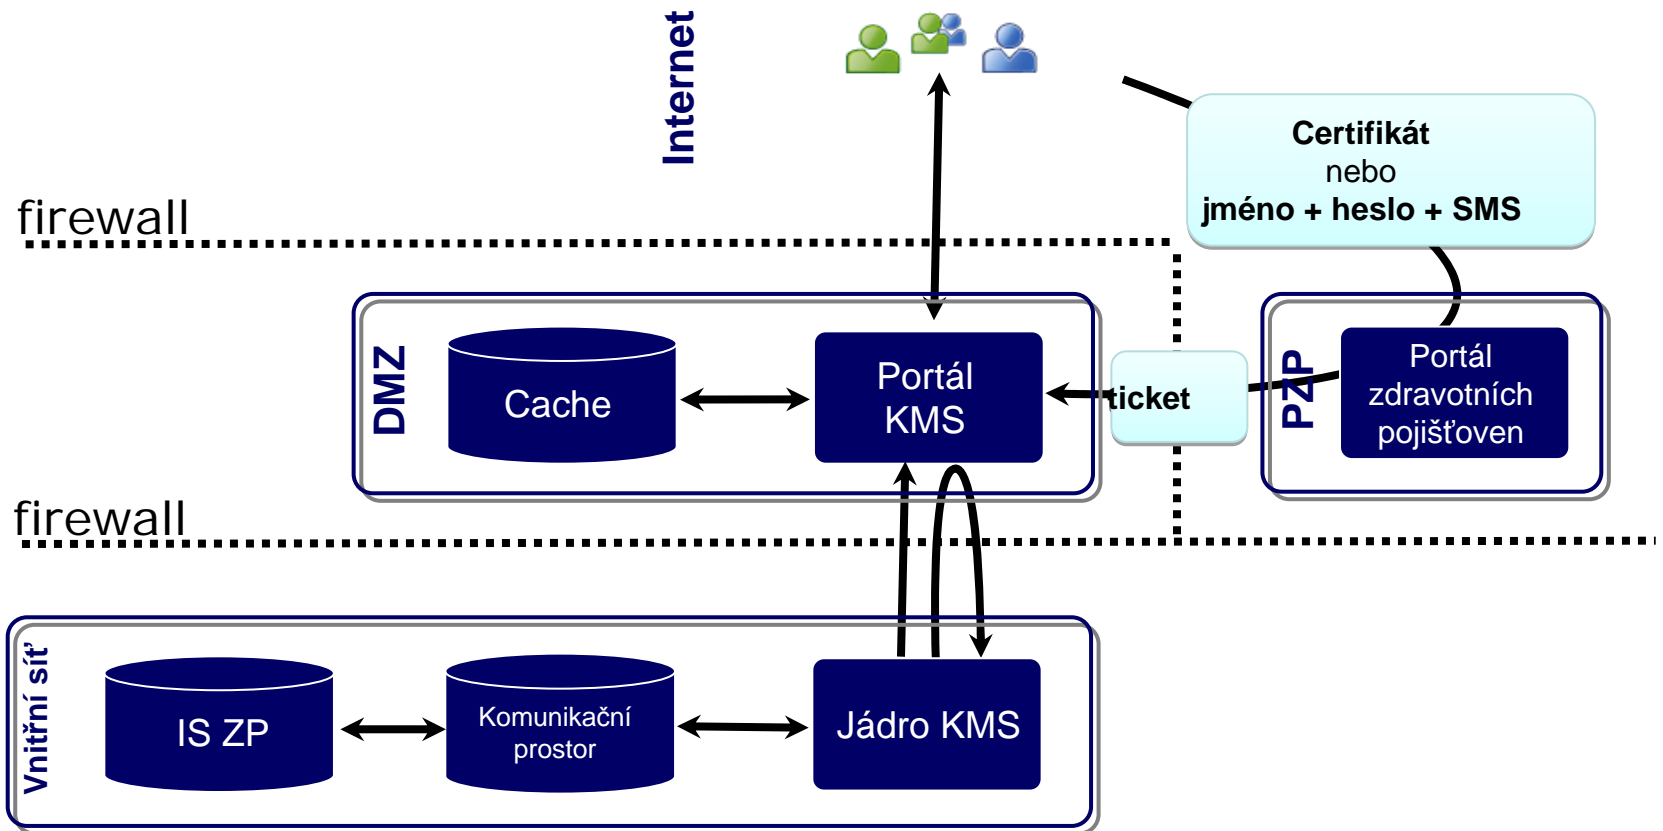 Internet
Certifikát
nebo
jméno + heslo + SMS
firewall
DMZ
Cache
Portál
KMS
ticket
PZP
Portál
zdravotních
pojišťoven
firewall
Vnitřní síť
IS ZP
Komunikační
prostor
Jádro KMS